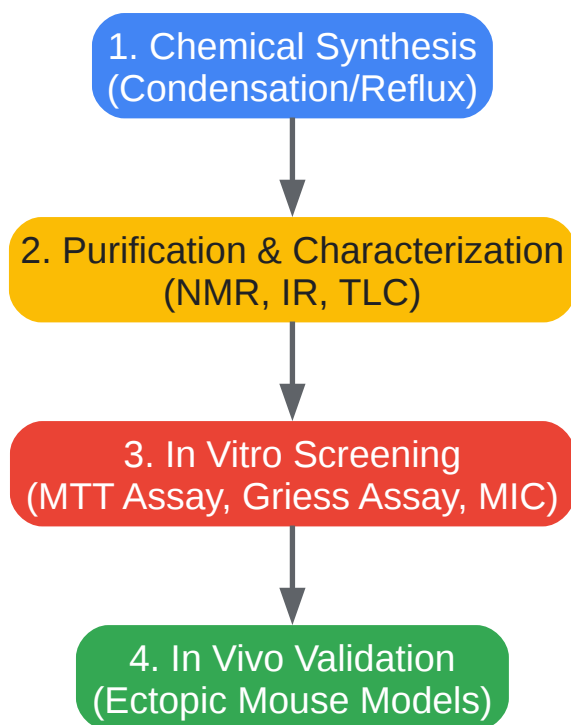 1. Chemical Synthesis
(Condensation/Reflux)
2. Purification & Characterization
(NMR, IR, TLC)
3. In Vitro Screening
(MTT Assay, Griess Assay, MIC)
4. In Vivo Validation
(Ectopic Mouse Models)